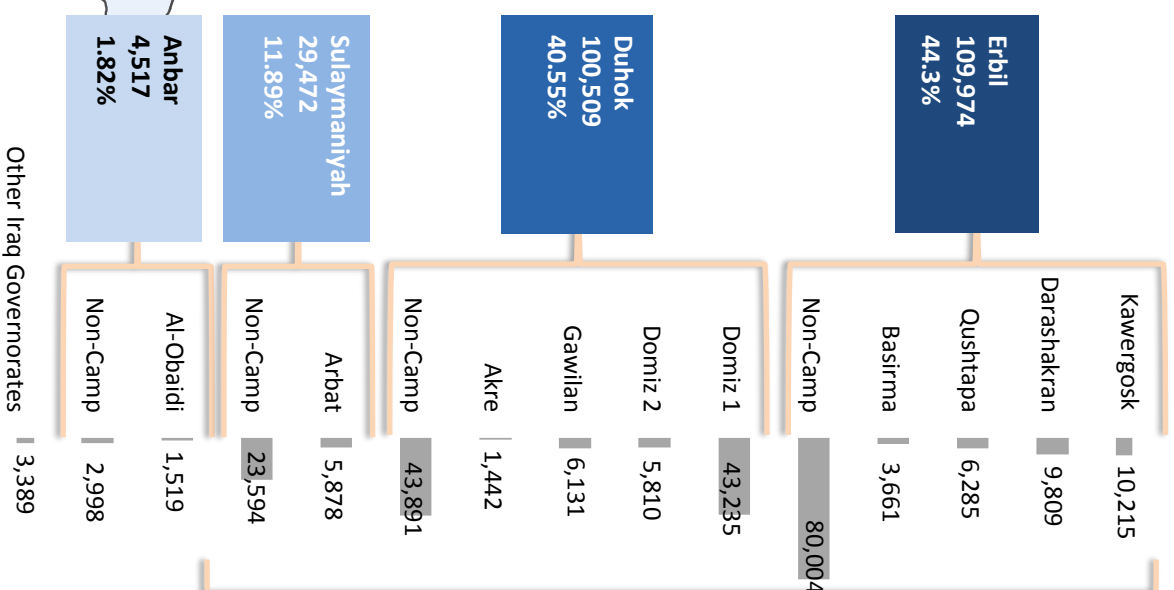 Erbil
109,974
44.3%
Kawergosk
10,215
Darashakran
9,809
Qushtapa
6,285
Basirma
3,661
Non-Camp
80,004
Duhok
100,509
40.55%
Domiz 1
43,235
Domiz 2
5,810
Gawilan
6,131
Akre
1,442
Non-Camp
43,891
Sulaymaniyah
29,472
11.89%
Arbat
5,878
Non-Camp
23,594
Anbar
4,517
1.82%
Al-Obaidi
1,519
Non-Camp
2,998
Other Iraq Governorates
3,389